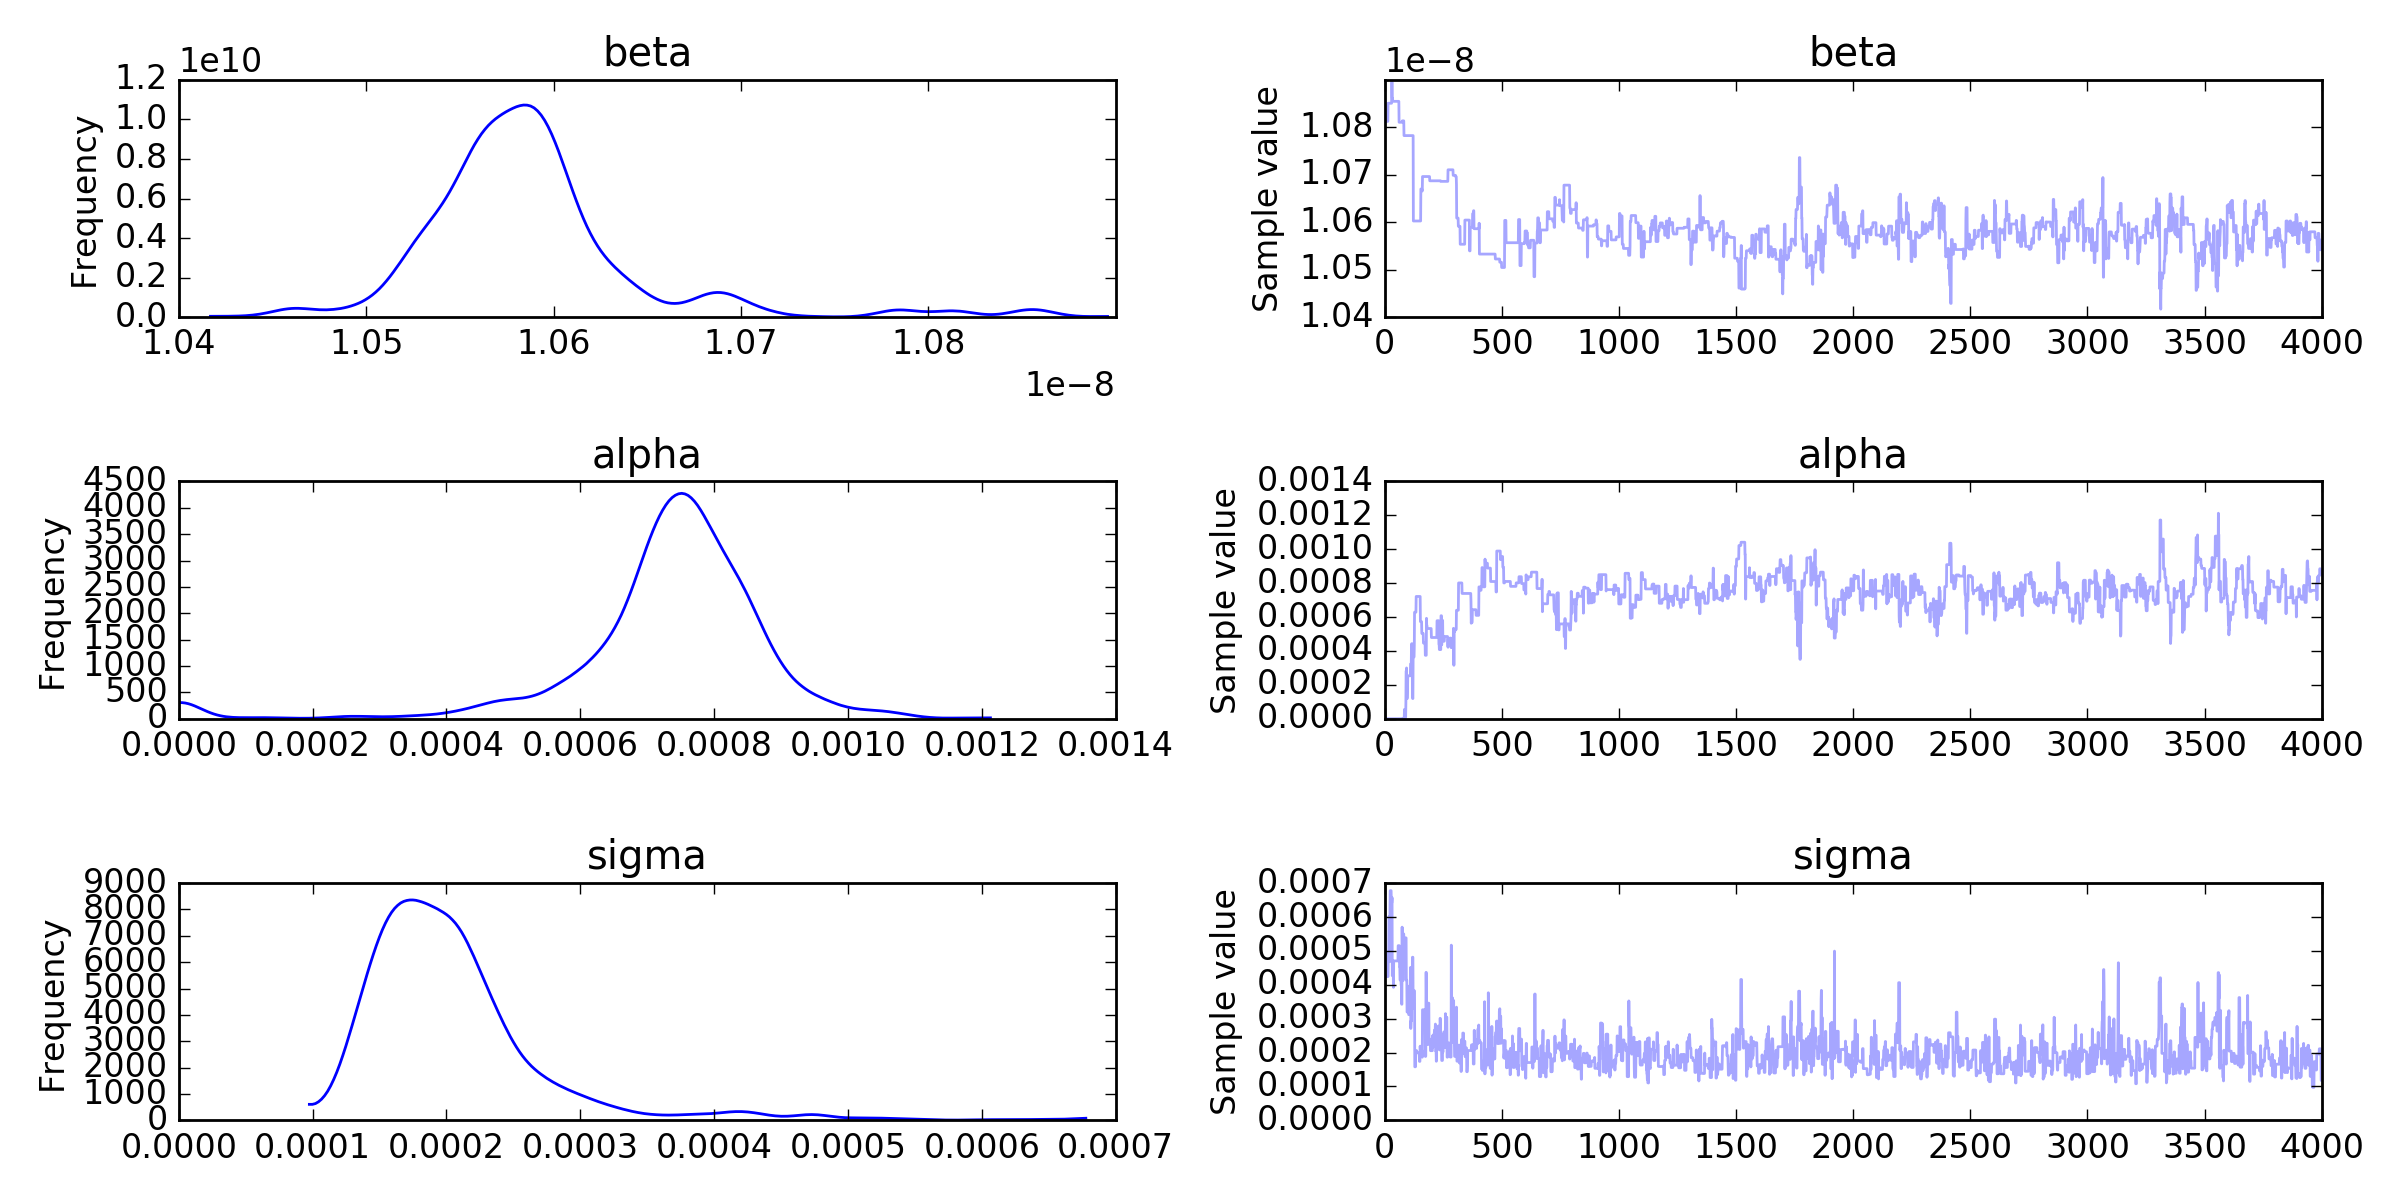 beta
1e10
Frequency
1.2
1.0
0.8
0.6
0.4
0.2
0.0
1.04 1.05 1.06 1.07 1.08
1e−8
beta
1e−8
Sample value
1.08
1.07
1.06
1.05
1.04
0 500 1000 1500 2000 2500 3000 3500 4000
alpha
Frequency
4500
4000
3500
3000
2500
2000
1500
1000
500
0
0.0000 0.0002 0.0004 0.0006 0.0008 0.0010 0.0012 0.0014
alpha
Sample value
0.0014
0.0012
0.0010
0.0008
0.0006
0.0004
0.0002
0.0000
0 500 1000 1500 2000 2500 3000 3500 4000
sigma
Frequency
9000
8000
7000
6000
5000
4000
3000
2000
1000
0
0.0000 0.0001 0.0002 0.0003 0.0004 0.0005 0.0006 0.0007
sigma
Sample value
0.0007
0.0006
0.0005
0.0004
0.0003
0.0002
0.0001
0.0000
0 500 1000 1500 2000 2500 3000 3500 4000